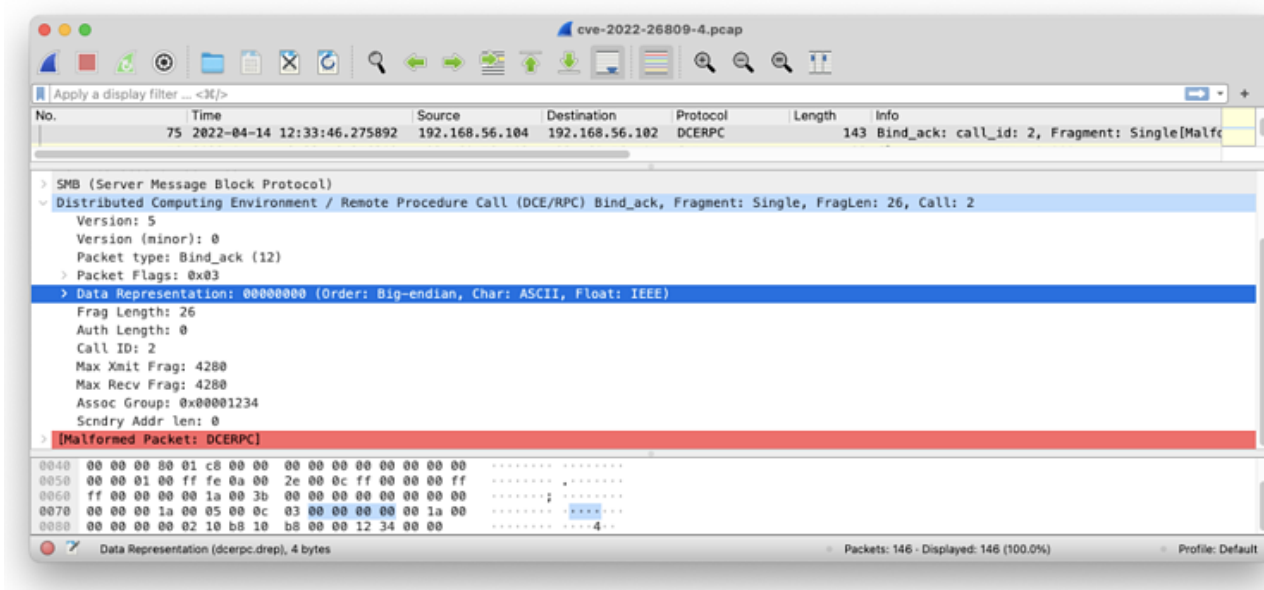 cve-2022-26809-4.pcap
Apply a display filter ... <⌘/>
No. Time Source Destination Protocol Length Info
75 2022-04-14 12:33:46.275892 192.168.56.104 192.168.56.102 DCERPC 143 Bind_ack: call_id: 2, Fragment: Single[Malfo
SMB (Server Message Block Protocol)
Distributed Computing Environment / Remote Procedure Call (DCE/RPC) Bind_ack, Fragment: Single, FragLen: 26, Call: 2
Version: 5
Version (minor): 0
Packet type: Bind_ack (12)
Packet Flags: 0x03
Data Representation: 00000000 (Order: Big-endian, Char: ASCII, Float: IEEE)
Frag Length: 26
Auth Length: 0
Call ID: 2
Max Xmit Frag: 4280
Max Recv Frag: 4280
Assoc Group: 0x00001234
Scndry Addr len: 0
[Malformed Packet: DCERPC]
0040 00 00 00 80 01 c8 00 00 00 00 00 00 00 00 00 00 ········ ········
0050 00 00 01 00 ff fe 0a 00 2e 00 0c ff 00 00 00 ff ········ .·······
0060 ff 00 00 00 00 1a 00 3b 00 00 00 00 00 00 00 00 ·······; ········
0070 00 00 00 1a 00 05 00 0c 03 00 00 00 00 00 1a 00 ········ ········
0080 00 00 00 00 02 10 b8 10 b8 00 00 12 34 00 00 ········ ····4··
Data Representation (dcerpc.drep), 4 bytes Packets: 146 · Displayed: 146 (100.0%) Profile: Default